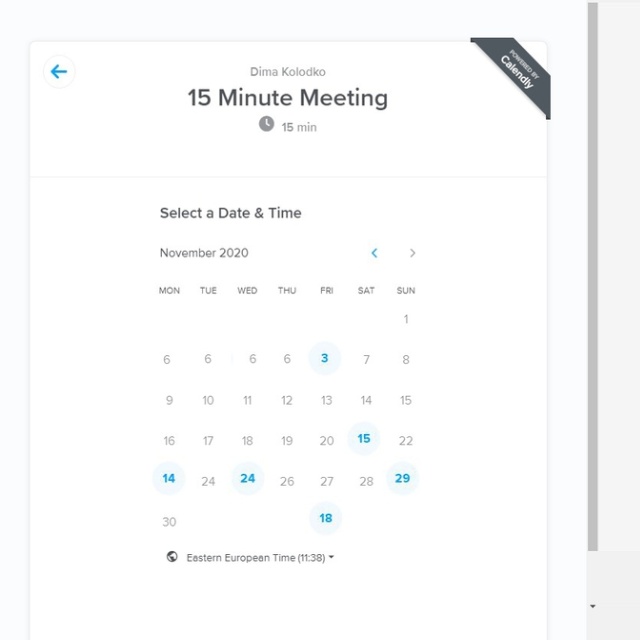 POWERED BY
Calendly
Dima Kolodko
15 Minute Meeting
15 min
Select a Date & Time
November 2020
MON TUE WED THU FRI SAT SUN
1
6 6 6 6 3 7 8
9 10 11 12 13 14 15
16 17 18 19 20 15 22
14 24 24 26 27 28 29
30 18
Eastern European Time (11:38)